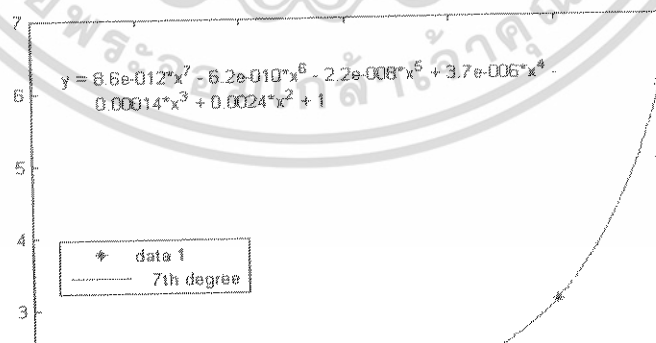 7
y = 8.6e-012*x^7 - 6.2e-010*x^6 - 2.2e-008*x^5 + 3.7e-006*x^4 -
0.00014*x^3 + 0.0024*x^2 + 1
6
5
4
data 1
7th degree
3